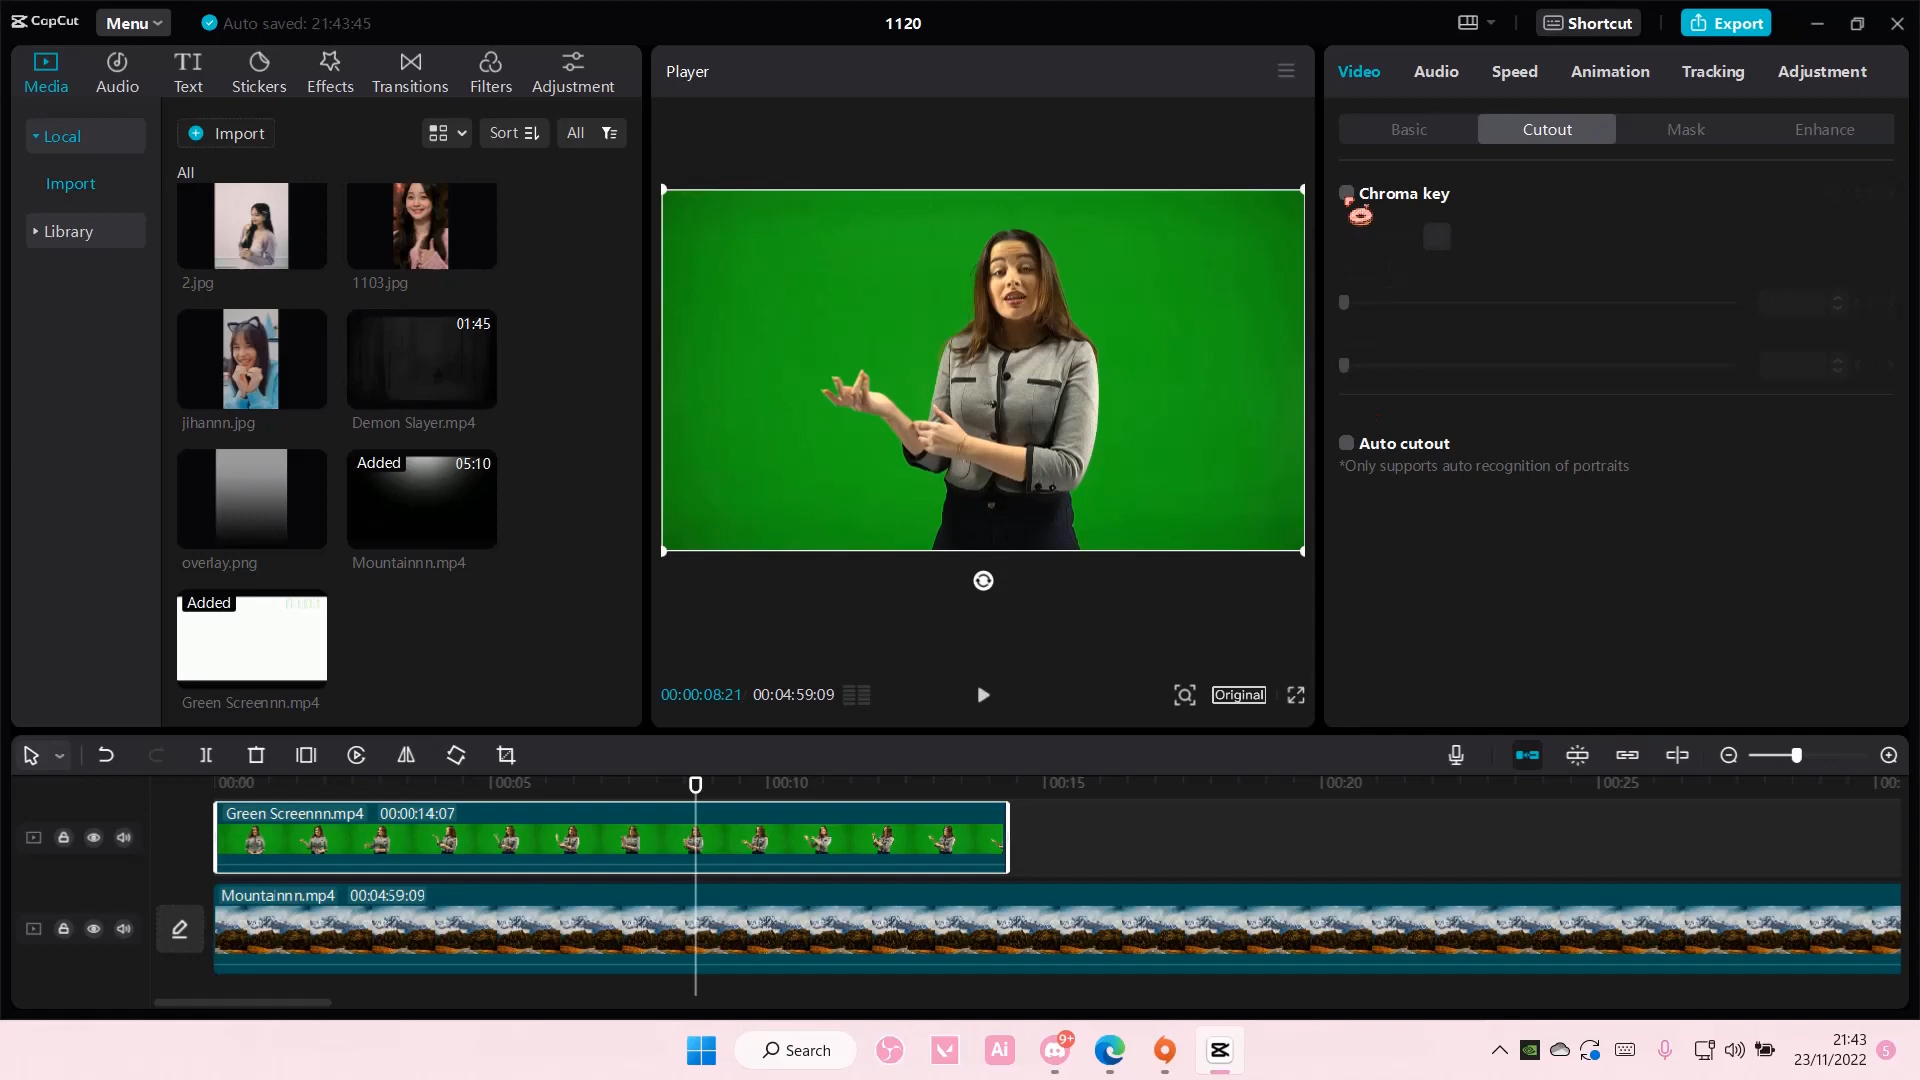 CapCut Menu Auto saved: 21:43:45 1120 Shortcut Export
Media Audio Text Stickers Effects Transitions Filters Adjustment
Local
Import
Library
Import Sort All
All
2.jpg 1103.jpg
01:45
jihannn.jpg Demon Slayer.mp4
Added 05:10
overlay.png Mountainnn.mp4
Added
Green Screennn.mp4
Player
00:00:08:21 00:04:59:09 Original
Video Audio Speed Animation Tracking Adjustment
Basic Cutout Mask Enhance
Chroma key
Auto cutout
*Only supports auto recognition of portraits
00:00 00:05 00:10 00:15 00:20 00:25 00:
Green Screennn.mp4 00:00:14:07
Mountainnn.mp4 00:04:59:09
Search Ai 9+ 21:43
23/11/2022 5